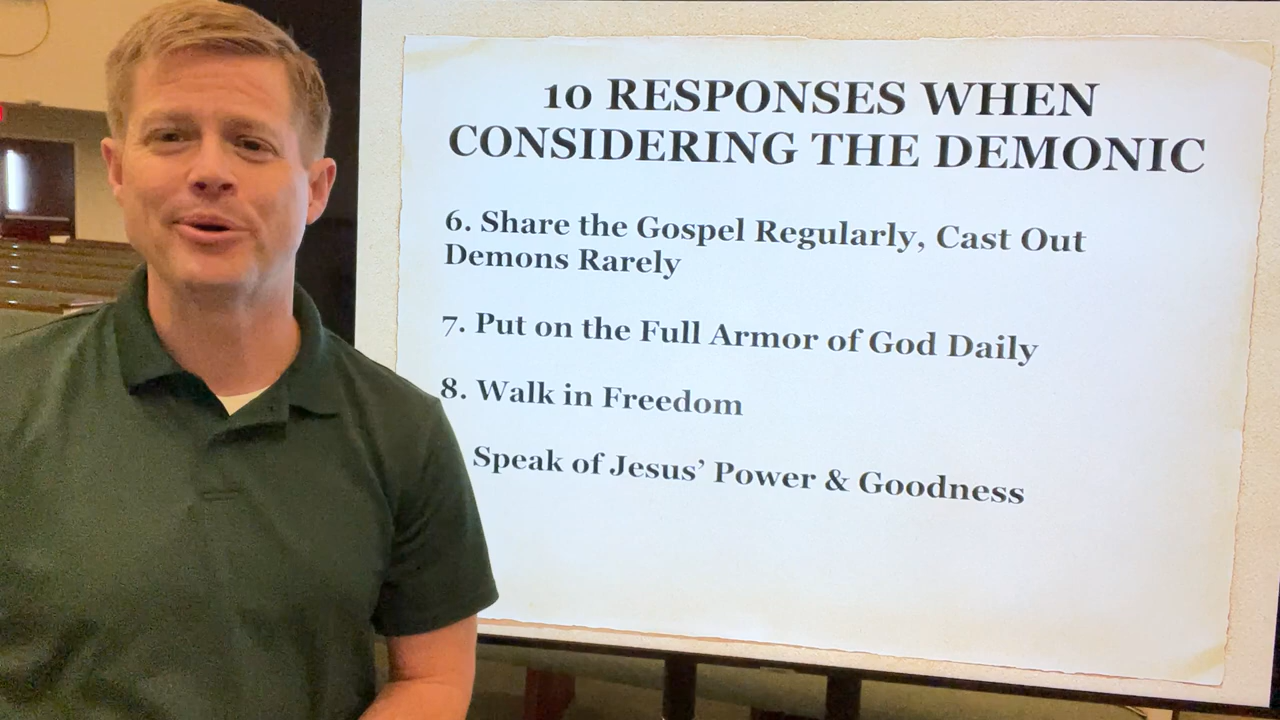 10 RESPONSES WHEN
CONSIDERING THE DEMONIC
6. Share the Gospel Regularly, Cast Out
Demons Rarely
7. Put on the Full Armor of God Daily
8. Walk in Freedom
Speak of Jesus’ Power & Goodness